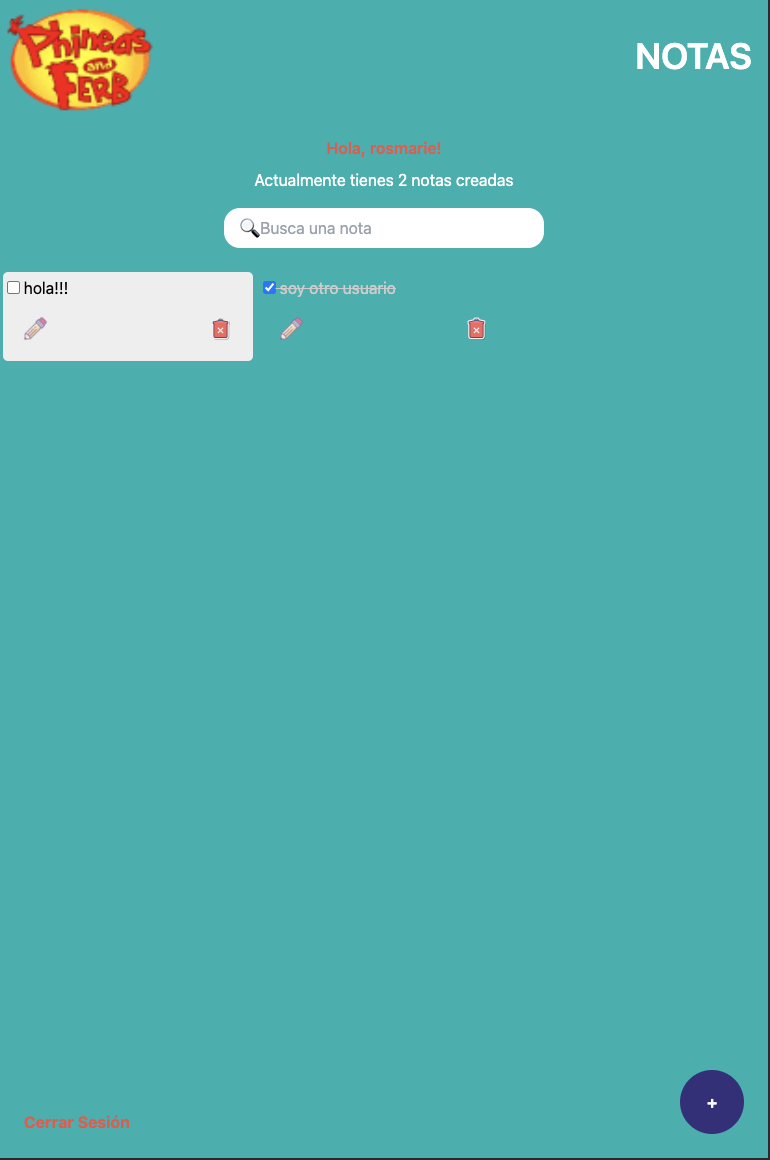 Phineas
and
FERB
NOTAS
Hola, rosmarie!
Actualmente tienes 2 notas creadas
🔍Busca una nota
hola!!!
soy otro usuario
+
Cerrar Sesión